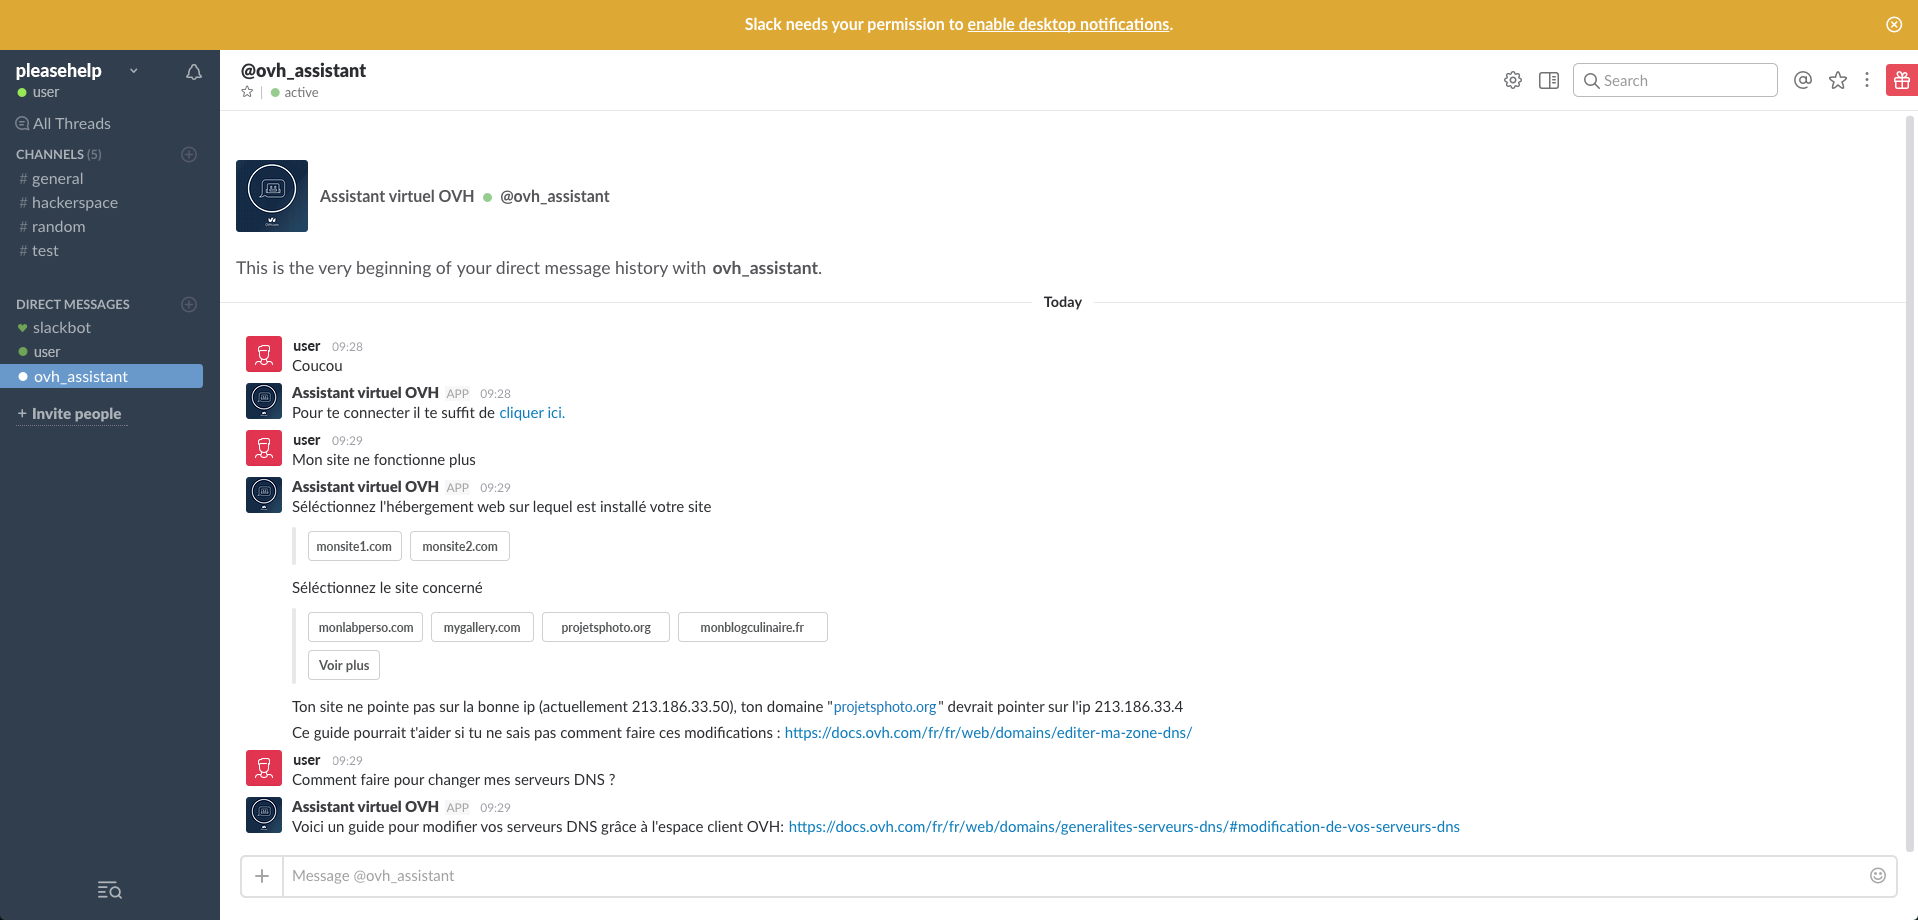 Slack needs your permission to enable desktop notifications.
pleasehelp
user
All Threads
CHANNELS (5)
# general
# hackerspace
# random
# test
DIRECT MESSAGES
slackbot
user
ovh_assistant
+ Invite people
@ovh_assistant
active
Search
Assistant virtuel OVH @ovh_assistant
This is the very beginning of your direct message history with ovh_assistant.
Today
user 09:28
Coucou
Assistant virtuel OVH APP 09:28
Pour te connecter il te suffit de cliquer ici.
user 09:29
Mon site ne fonctionne plus
Assistant virtuel OVH APP 09:29
Séléctionnez l'hébergement web sur lequel est installé votre site
monsite1.com monsite2.com
Séléctionnez le site concerné
monlabperso.com mygallery.com projetsphoto.org monblogculinaire.fr
Voir plus
Ton site ne pointe pas sur la bonne ip (actuellement 213.186.33.50), ton domaine "projetsphoto.org" devrait pointer sur l'ip 213.186.33.4
Ce guide pourrait t'aider si tu ne sais pas comment faire ces modifications : https://docs.ovh.com/fr/fr/web/domains/editer-ma-zone-dns/
user 09:29
Comment faire pour changer mes serveurs DNS ?
Assistant virtuel OVH APP 09:29
Voici un guide pour modifier vos serveurs DNS grâce à l'espace client OVH: https://docs.ovh.com/fr/fr/web/domains/generalites-serveurs-dns/#modification-de-vos-serveurs-dns
Message @ovh_assistant